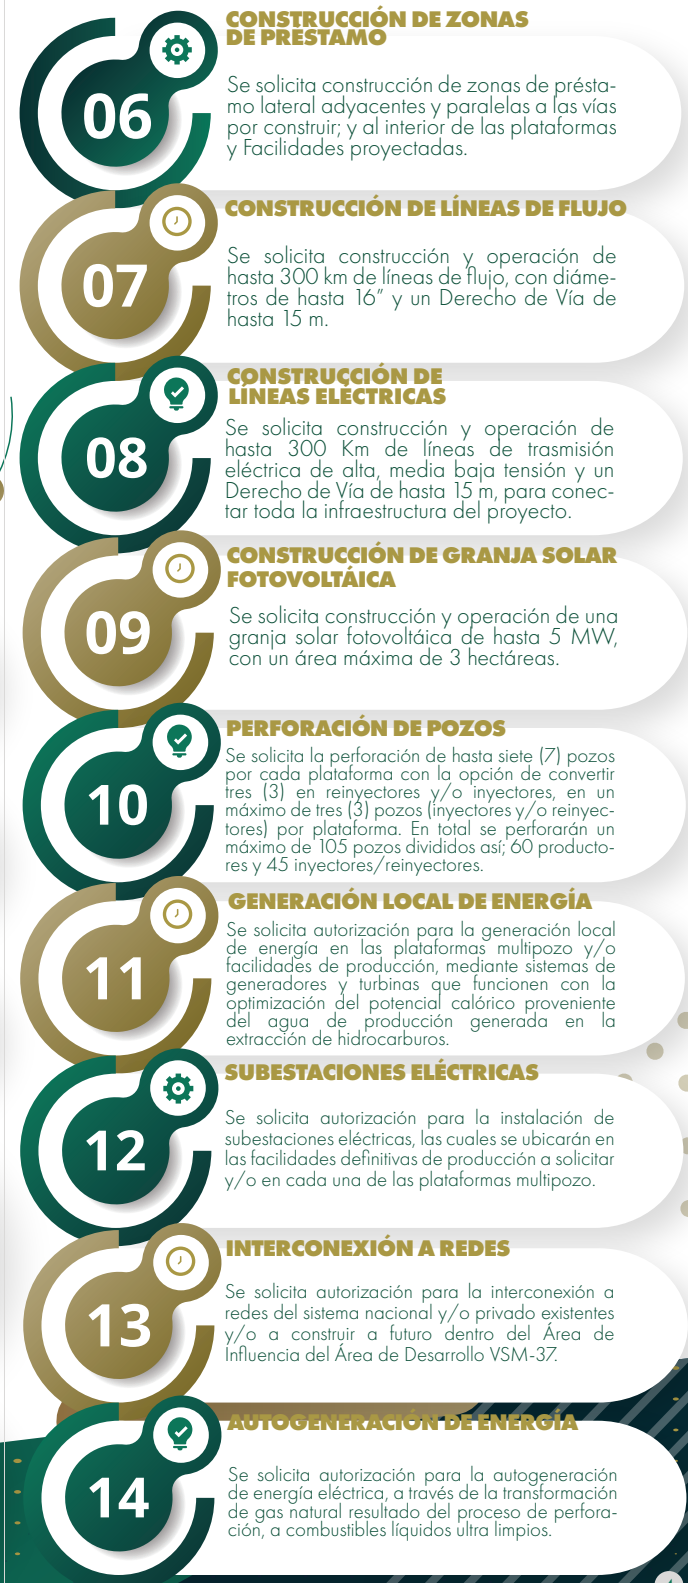 06
CONSTRUCCIÓN DE ZONAS
DE PRÉSTAMO
Se solicita construcción de zonas de présta-
mo lateral adyacentes y paralelas a las vías
por construir; y al interior de las plataformas
y Facilidades proyectadas.
07
CONSTRUCCIÓN DE LÍNEAS DE FLUJO
Se solicita construcción y operación de
hasta 300 km de líneas de flujo, con diáme-
tros de hasta 16” y un Derecho de Vía de
hasta 15 m.
08
CONSTRUCCIÓN DE
LÍNEAS ELÉCTRICAS
Se solicita construcción y operación de
hasta 300 Km de líneas de trasmisión
eléctrica de alta, media baja tensión y un
Derecho de Vía de hasta 15 m, para conec-
tar toda la infraestructura del proyecto.
09
CONSTRUCCIÓN DE GRANJA SOLAR
FOTOVOLTÁICA
Se solicita construcción y operación de una
granja solar fotovoltáica de hasta 5 MW,
con un área máxima de 3 hectáreas.
10
PERFORACIÓN DE POZOS
Se solicita la perforación de hasta siete (7) pozos
por cada plataforma con la opción de convertir
tres (3) en reinyectores y/o inyectores, en un
máximo de tres (3) pozos (inyectores y/o reinyec-
tores) por plataforma. En total se perforarán un
máximo de 105 pozos divididos así; 60 producto-
res y 45 inyectores/reinyectores.
11
GENERACIÓN LOCAL DE ENERGÍA
Se solicita autorización para la generación local
de energía en las plataformas multipozo y/o
facilidades de producción, mediante sistemas de
generadores y turbinas que funcionen con la
optimización del potencial calórico proveniente
del agua de producción generada en la
extracción de hidrocarburos.
12
SUBESTACIONES ELÉCTRICAS
Se solicita autorización para la instalación de
subestaciones eléctricas, las cuales se ubicarán en
las facilidades definitivas de producción a solicitar
y/o en cada una de las plataformas multipozo.
13
INTERCONEXIÓN A REDES
Se solicita autorización para la interconexión a
redes del sistema nacional y/o privado existentes
y/o a construir a futuro dentro del Área de
Influencia del Área de Desarrollo VSM-37.
14
AUTOGENERACIÓN DE ENERGÍA
Se solicita autorización para la autogeneración
de energía eléctrica, a través de la transformación
de gas natural resultado del proceso de perfora-
ción, a combustibles líquidos ultra limpios.